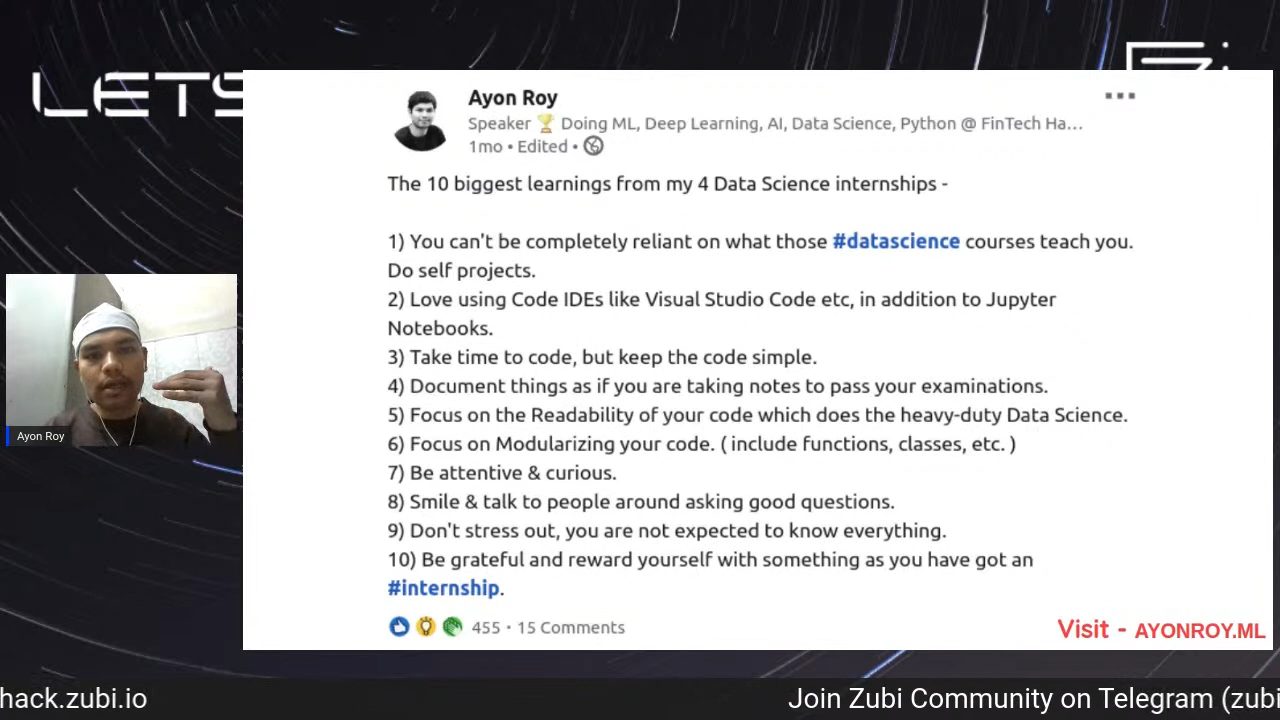 LETS
Ayon Roy
Speaker 🏆 Doing ML, Deep Learning, AI, Data Science, Python @ FinTech Ha...
1mo • Edited •
The 10 biggest learnings from my 4 Data Science internships -
1) You can't be completely reliant on what those #datascience courses teach you.
Do self projects.
2) Love using Code IDEs like Visual Studio Code etc, in addition to Jupyter
Notebooks.
3) Take time to code, but keep the code simple.
4) Document things as if you are taking notes to pass your examinations.
5) Focus on the Readability of your code which does the heavy-duty Data Science.
6) Focus on Modularizing your code. ( include functions, classes, etc. )
7) Be attentive & curious.
8) Smile & talk to people around asking good questions.
9) Don't stress out, you are not expected to know everything.
10) Be grateful and reward yourself with something as you have got an
#internship.
455 · 15 Comments
Visit - AYONROY.ML
Ayon Roy
hack.zubi.io
Join Zubi Community on Telegram (zubi